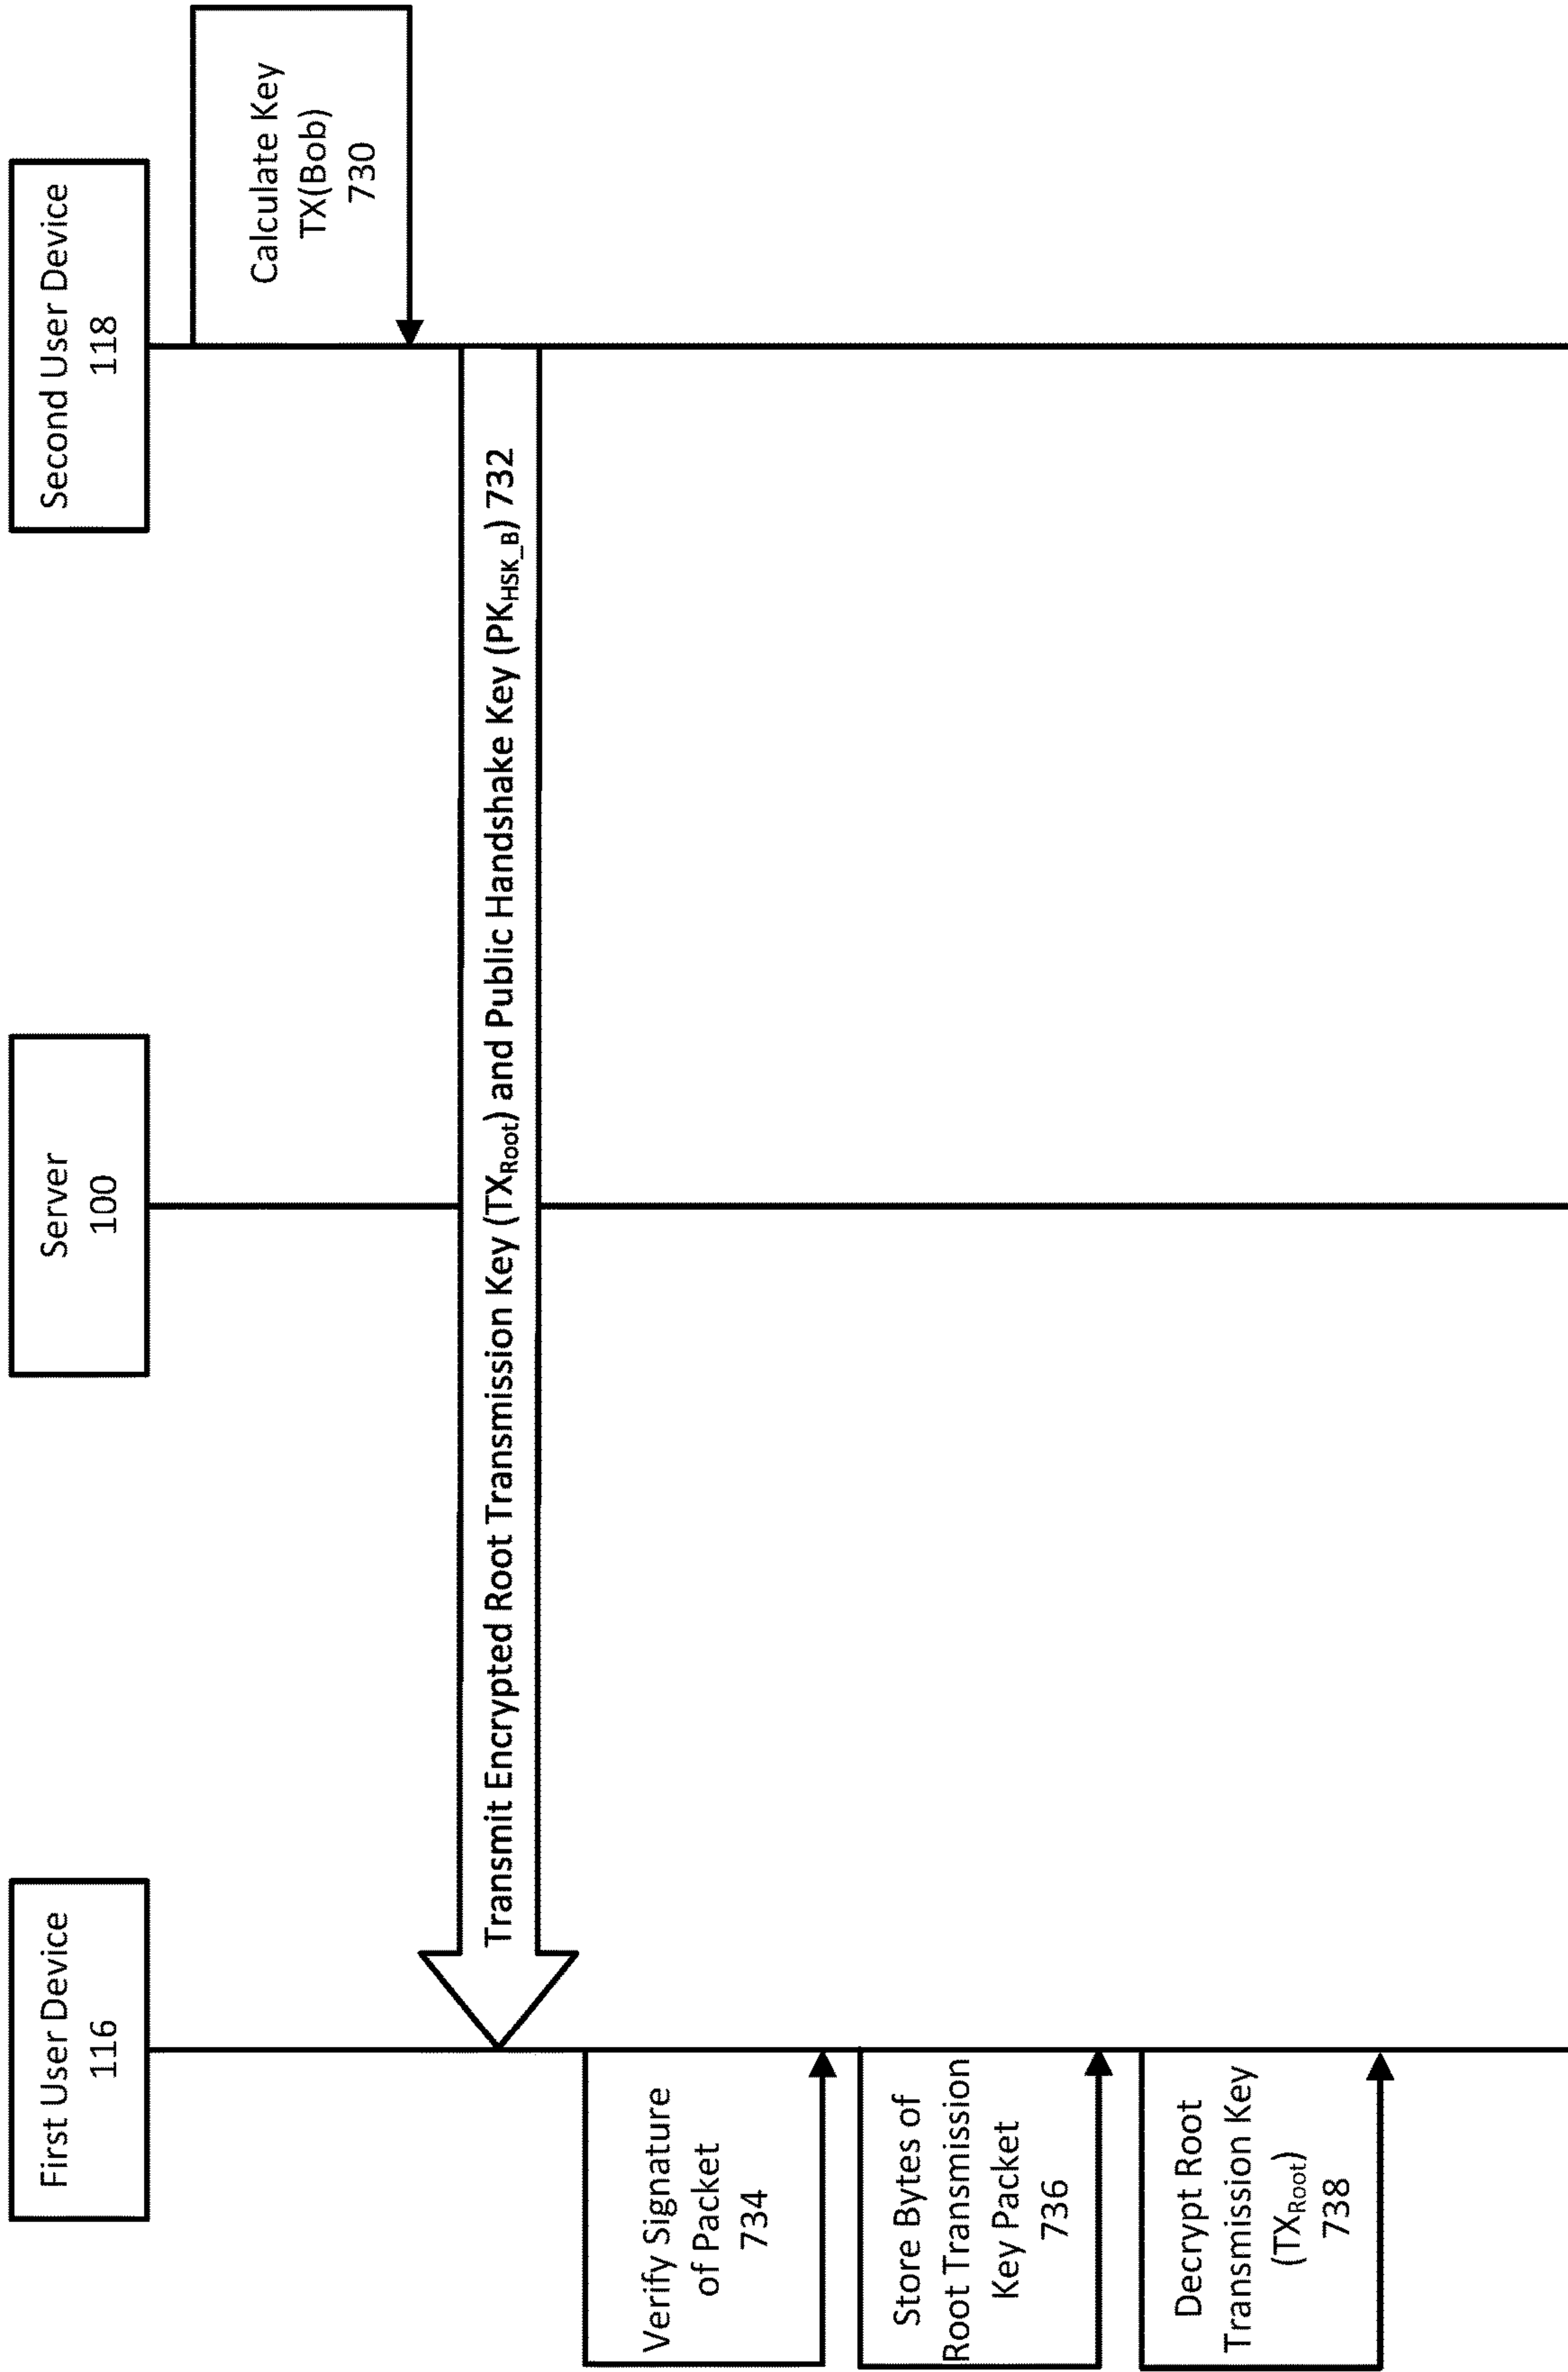 First User Device
116
Server
100
Second User Device
118
Calculate Key
TX(Bob)
730
Transmit Encrypted Root Transmission Key (TXRoot) and Public Handshake Key (PKHSK_B) 732
Verify Signature
of Packet
734
Store Bytes of
Root Transmission
Key Packet
736
Decrypt Root
Transmission Key
(TXRoot)
738